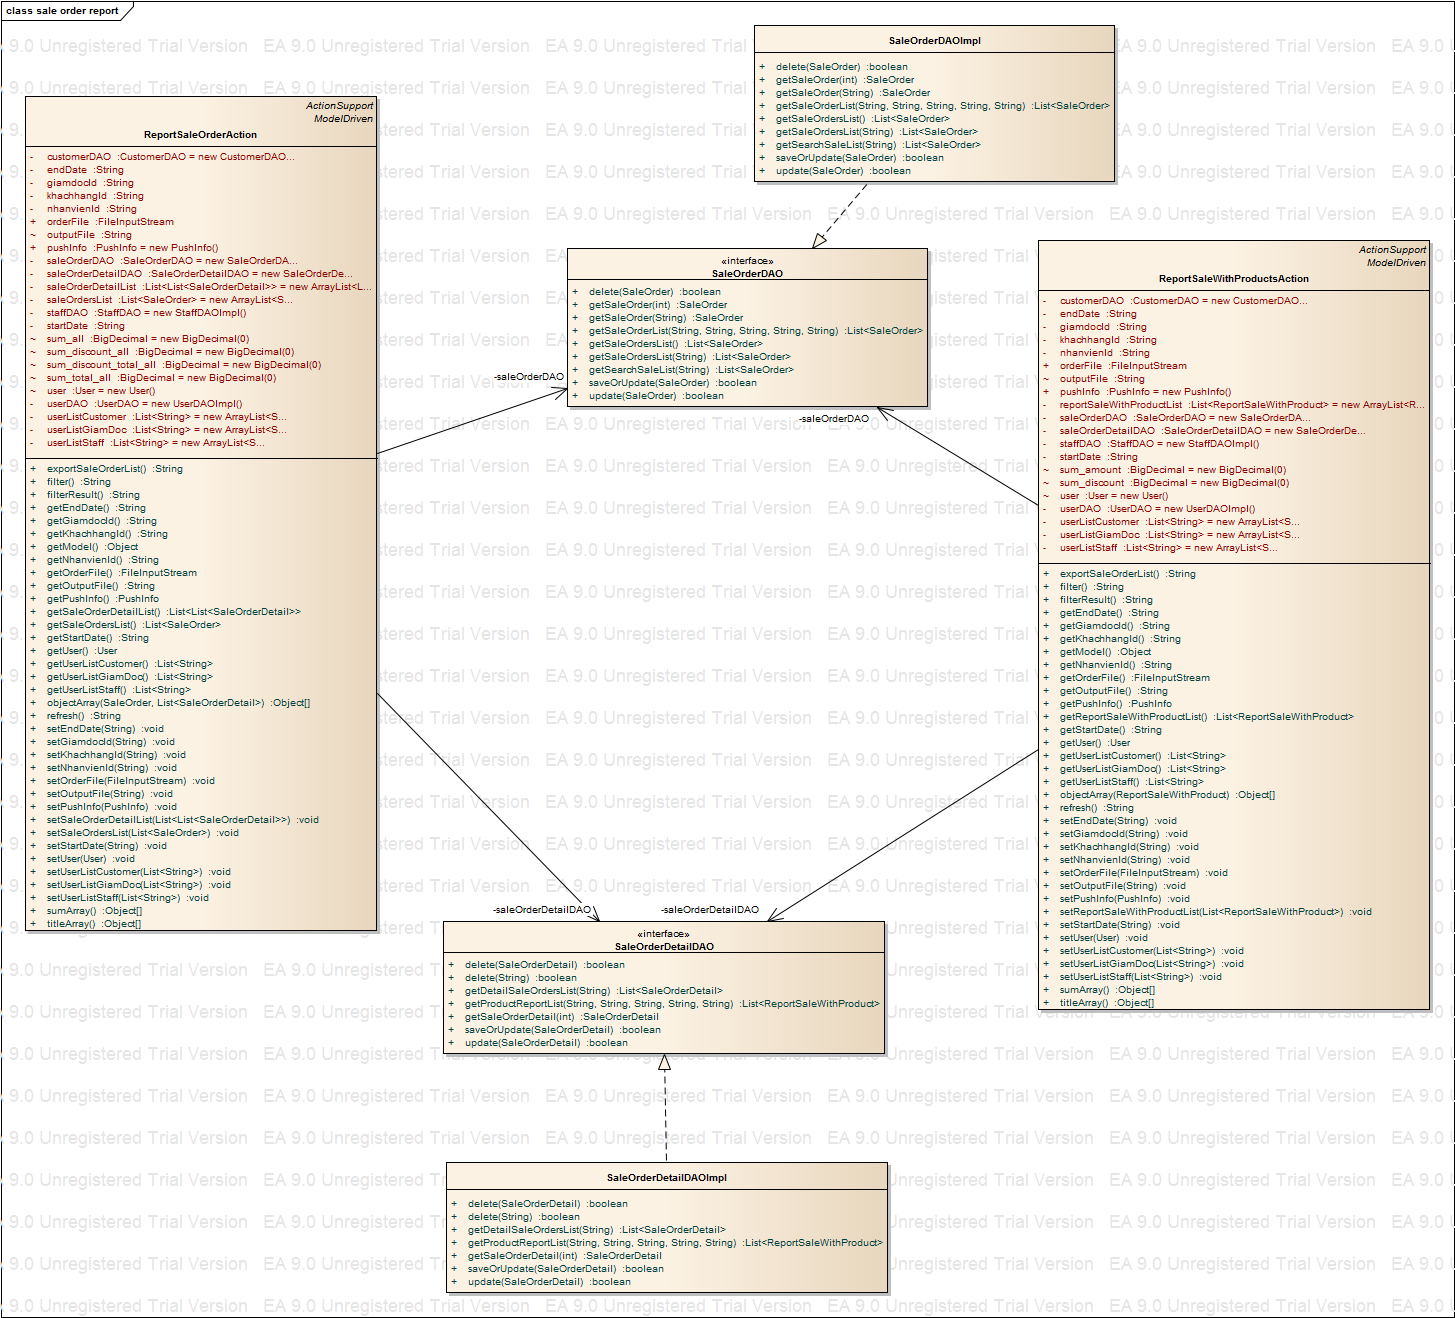 class sale order report
SaleOrderDAOImpl
+ delete(SaleOrder) :boolean
+ getSaleOrder(int) :SaleOrder
+ getSaleOrder(String) :SaleOrder
+ getSaleOrderList(String, String, String, String, String) :List<SaleOrder>
+ getSaleOrdersList() :List<SaleOrder>
+ getSaleOrdersList(String) :List<SaleOrder>
+ getSearchSaleList(String) :List<SaleOrder>
+ saveOrUpdate(SaleOrder) :boolean
+ update(SaleOrder) :boolean
ActionSupport
ModelDriven
ReportSaleOrderAction
- customerDAO :CustomerDAO = new CustomerDAO...
- endDate :String
- giamdocId :String
- khachhangId :String
- nhanvienId :String
+ orderFile :FileInputStream
~ outputFile :String
+ pushInfo :PushInfo = new PushInfo()
- saleOrderDAO :SaleOrderDAO = new SaleOrderDA...
- saleOrderDetailDAO :SaleOrderDetailDAO = new SaleOrderDe...
- saleOrderDetailList :List<List<SaleOrderDetail>> = new ArrayList<L...
- saleOrdersList :List<SaleOrder> = new ArrayList<S...
- staffDAO :StaffDAO = new StaffDAOImpl()
- startDate :String
~ sum_all :BigDecimal = new BigDecimal(0)
~ sum_discount_all :BigDecimal = new BigDecimal(0)
~ sum_discount_total_all :BigDecimal = new BigDecimal(0)
~ sum_total_all :BigDecimal = new BigDecimal(0)
~ user :User = new User()
- userDAO :UserDAO = new UserDAOImpl()
- userListCustomer :List<String> = new ArrayList<S...
- userListGiamDoc :List<String> = new ArrayList<S...
- userListStaff :List<String> = new ArrayList<S...
+ exportSaleOrderList() :String
+ filter() :String
+ filterResult() :String
+ getEndDate() :String
+ getGiamdocId() :String
+ getKhachhangId() :String
+ getModel() :Object
+ getNhanvienId() :String
+ getOrderFile() :FileInputStream
+ getOutputFile() :String
+ getPushInfo() :PushInfo
+ getSaleOrderDetailList() :List<List<SaleOrderDetail>>
+ getSaleOrdersList() :List<SaleOrder>
+ getStartDate() :String
+ getUser() :User
+ getUserListCustomer() :List<String>
+ getUserListGiamDoc() :List<String>
+ getUserListStaff() :List<String>
+ objectArray(SaleOrder, List<SaleOrderDetail>) :Object[]
+ refresh() :String
+ setEndDate(String) :void
+ setGiamdocId(String) :void
+ setKhachhangId(String) :void
+ setNhanvienId(String) :void
+ setOrderFile(FileInputStream) :void
+ setOutputFile(String) :void
+ setPushInfo(PushInfo) :void
+ setSaleOrderDetailList(List<List<SaleOrderDetail>>) :void
+ setSaleOrdersList(List<SaleOrder>) :void
+ setStartDate(String) :void
+ setUser(User) :void
+ setUserListCustomer(List<String>) :void
+ setUserListGiamDoc(List<String>) :void
+ setUserListStaff(List<String>) :void
+ sumArray() :Object[]
+ titleArray() :Object[]
«interface»
SaleOrderDAO
+ delete(SaleOrder) :boolean
+ getSaleOrder(int) :SaleOrder
+ getSaleOrder(String) :SaleOrder
+ getSaleOrderList(String, String, String, String, String) :List<SaleOrder>
+ getSaleOrdersList() :List<SaleOrder>
+ getSaleOrdersList(String) :List<SaleOrder>
+ getSearchSaleList(String) :List<SaleOrder>
+ saveOrUpdate(SaleOrder) :boolean
+ update(SaleOrder) :boolean
-saleOrderDAO
-saleOrderDAO
ActionSupport
ModelDriven
ReportSaleWithProductsAction
- customerDAO :CustomerDAO = new CustomerDAO...
- endDate :String
- giamdocId :String
- khachhangId :String
- nhanvienId :String
+ orderFile :FileInputStream
~ outputFile :String
+ pushInfo :PushInfo = new PushInfo()
- reportSaleWithProductList :List<ReportSaleWithProduct> = new ArrayList<R...
- saleOrderDAO :SaleOrderDAO = new SaleOrderDA...
- saleOrderDetailDAO :SaleOrderDetailDAO = new SaleOrderDe...
- staffDAO :StaffDAO = new StaffDAOImpl()
- startDate :String
~ sum_amount :BigDecimal = new BigDecimal(0)
~ sum_discount :BigDecimal = new BigDecimal(0)
~ user :User = new User()
- userDAO :UserDAO = new UserDAOImpl()
- userListCustomer :List<String> = new ArrayList<S...
- userListGiamDoc :List<String> = new ArrayList<S...
- userListStaff :List<String> = new ArrayList<S...
+ exportSaleOrderList() :String
+ filter() :String
+ filterResult() :String
+ getEndDate() :String
+ getGiamdocId() :String
+ getKhachhangId() :String
+ getModel() :Object
+ getNhanvienId() :String
+ getOrderFile() :FileInputStream
+ getOutputFile() :String
+ getPushInfo() :PushInfo
+ getReportSaleWithProductList() :List<ReportSaleWithProduct>
+ getStartDate() :String
+ getUser() :User
+ getUserListCustomer() :List<String>
+ getUserListGiamDoc() :List<String>
+ getUserListStaff() :List<String>
+ objectArray(ReportSaleWithProduct) :Object[]
+ refresh() :String
+ setEndDate(String) :void
+ setGiamdocId(String) :void
+ setKhachhangId(String) :void
+ setNhanvienId(String) :void
+ setOrderFile(FileInputStream) :void
+ setOutputFile(String) :void
+ setPushInfo(PushInfo) :void
+ setReportSaleWithProductList(List<ReportSaleWithProduct>) :void
+ setStartDate(String) :void
+ setUser(User) :void
+ setUserListCustomer(List<String>) :void
+ setUserListGiamDoc(List<String>) :void
+ setUserListStaff(List<String>) :void
+ sumArray() :Object[]
+ titleArray() :Object[]
-saleOrderDetailDAO
-saleOrderDetailDAO
«interface»
SaleOrderDetailDAO
+ delete(SaleOrderDetail) :boolean
+ delete(String) :boolean
+ getDetailSaleOrdersList(String) :List<SaleOrderDetail>
+ getProductReportList(String, String, String, String, String) :List<ReportSaleWithProduct>
+ getSaleOrderDetail(int) :SaleOrderDetail
+ saveOrUpdate(SaleOrderDetail) :boolean
+ update(SaleOrderDetail) :boolean
SaleOrderDetailDAOImpl
+ delete(SaleOrderDetail) :boolean
+ delete(String) :boolean
+ getDetailSaleOrdersList(String) :List<SaleOrderDetail>
+ getProductReportList(String, String, String, String, String) :List<ReportSaleWithProduct>
+ getSaleOrderDetail(int) :SaleOrderDetail
+ saveOrUpdate(SaleOrderDetail) :boolean
+ update(SaleOrderDetail) :boolean
EA 9.0 Unregistered Trial Version